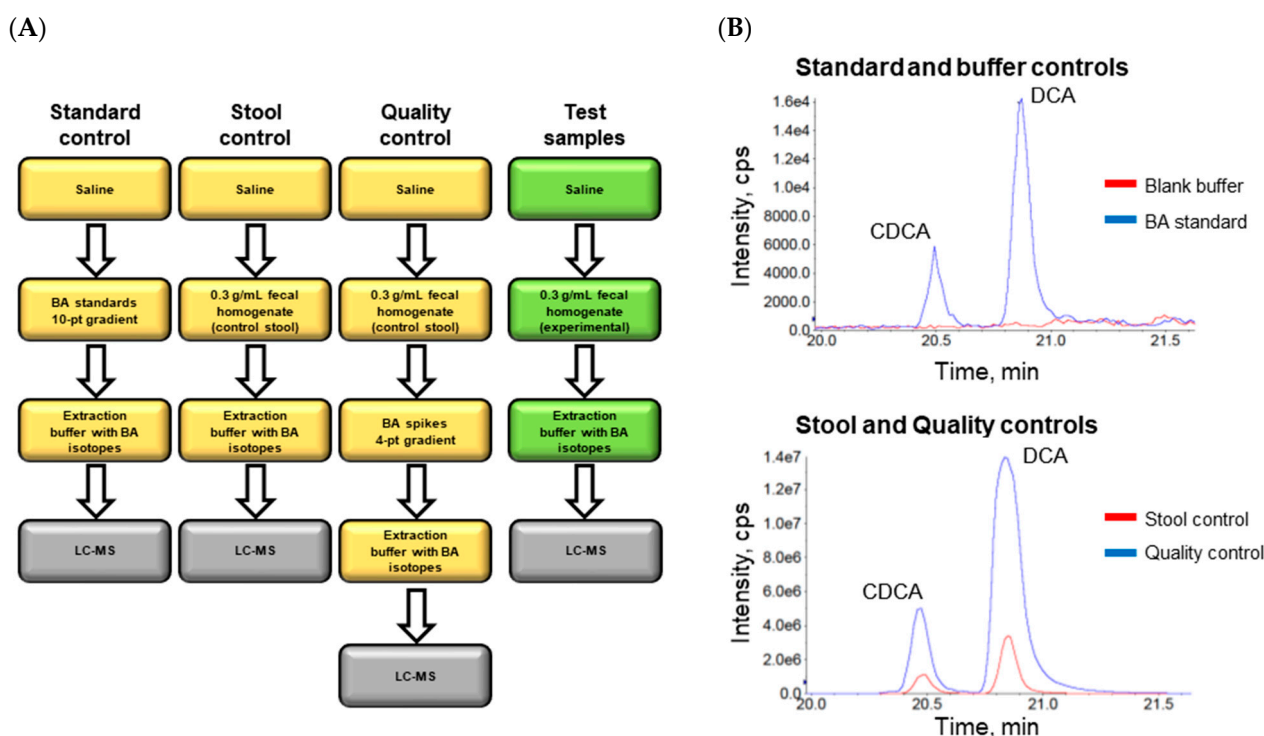 (A)
Standard
control
Saline
BA standards
10-pt gradient
Extraction
buffer with BA
isotopes
LC-MS
Stool
control
Saline
0.3 g/mL fecal
homogenate
(control stool)
Extraction
buffer with BA
isotopes
LC-MS
Quality
control
Saline
0.3 g/mL fecal
homogenate
(control stool)
BA spikes
4-pt gradient
Extraction
buffer with BA
isotopes
LC-MS
Test
samples
Saline
0.3 g/mL fecal
homogenate
(experimental)
Extraction
buffer with BA
isotopes
LC-MS
(B)
Standard and buffer controls
Intensity, cps
1.6e4
1.4e4
1.2e4
1.0e4
8000.0
6000.0
4000.0
2000.0
0.0
CDCA
DCA
Blank buffer
BA standard
20.0 20.5 21.0 21.5
Time, min
Stool and Quality controls
Intensity, cps
1.4e7
1.2e7
1.0e7
8.0e6
6.0e6
4.0e6
2.0e6
0.0
CDCA
DCA
Stool control
Quality control
20.0 20.5 21.0 21.5
Time, min